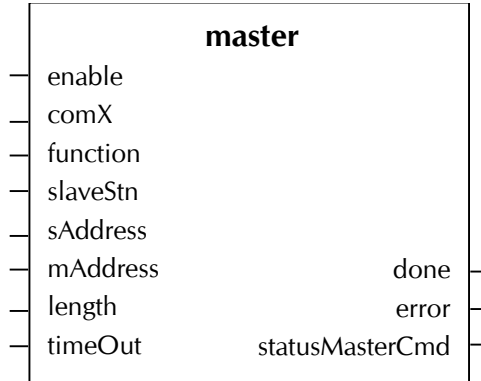 master
enable
comX
function
slaveStn
sAddress
mAddress done
length error
timeOut statusMasterCmd